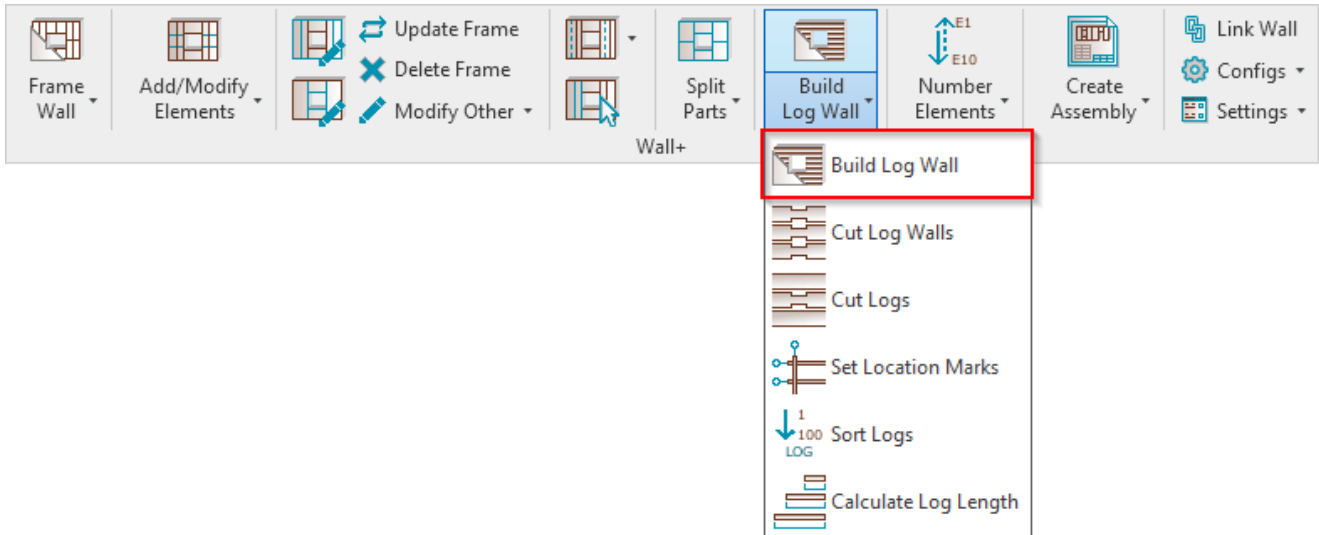 Frame
Wall
Add/Modify
Elements
Update Frame
Delete Frame
Modify Other
Split
Parts
Build
Log Wall
E1
E10
Number
Elements
Create
Assembly
Link Wall
Configs
Settings
Wall+
Build Log Wall
Cut Log Walls
Cut Logs
Set Location Marks
1
100
LOG
Sort Logs
Calculate Log Length